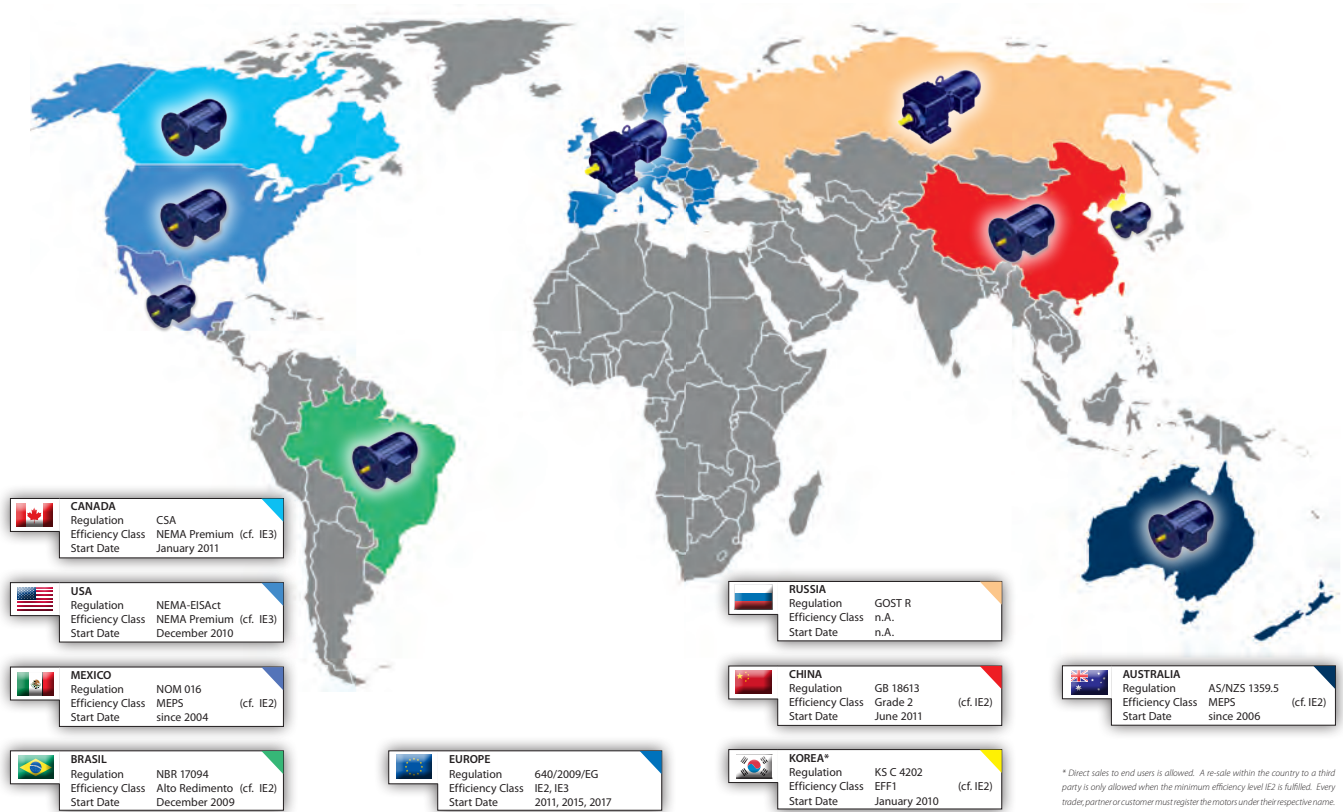 CANADA
Regulation CSA
Efficiency Class NEMA Premium (cf. IE3)
Start Date January 2011
USA
Regulation NEMA-EISAct
Efficiency Class NEMA Premium (cf. IE3)
Start Date December 2010
MEXICO
Regulation NOM 016
Efficiency Class MEPS (cf. IE2)
Start Date since 2004
BRASIL
Regulation NBR 17094
Efficiency Class Alto Redimento (cf. IE2)
Start Date December 2009
EUROPE
Regulation 640/2009/EG
Efficiency Class IE2, IE3
Start Date 2011, 2015, 2017
RUSSIA
Regulation GOST R
Efficiency Class n.A.
Start Date n.A.
CHINA
Regulation GB 18613
Efficiency Class Grade 2 (cf. IE2)
Start Date June 2011
KOREA*
Regulation KS C 4202
Efficiency Class EFF1 (cf. IE2)
Start Date January 2010
AUSTRALIA
Regulation AS/NZS 1359.5
Efficiency Class MEPS (cf. IE2)
Start Date since 2006
* Direct sales to end users is allowed. A re-sale within the country to a third
party is only allowed when the minimum efficiency level IE2 is fulfilled. Every
trader, partner or customer must register the motors under their respective name.